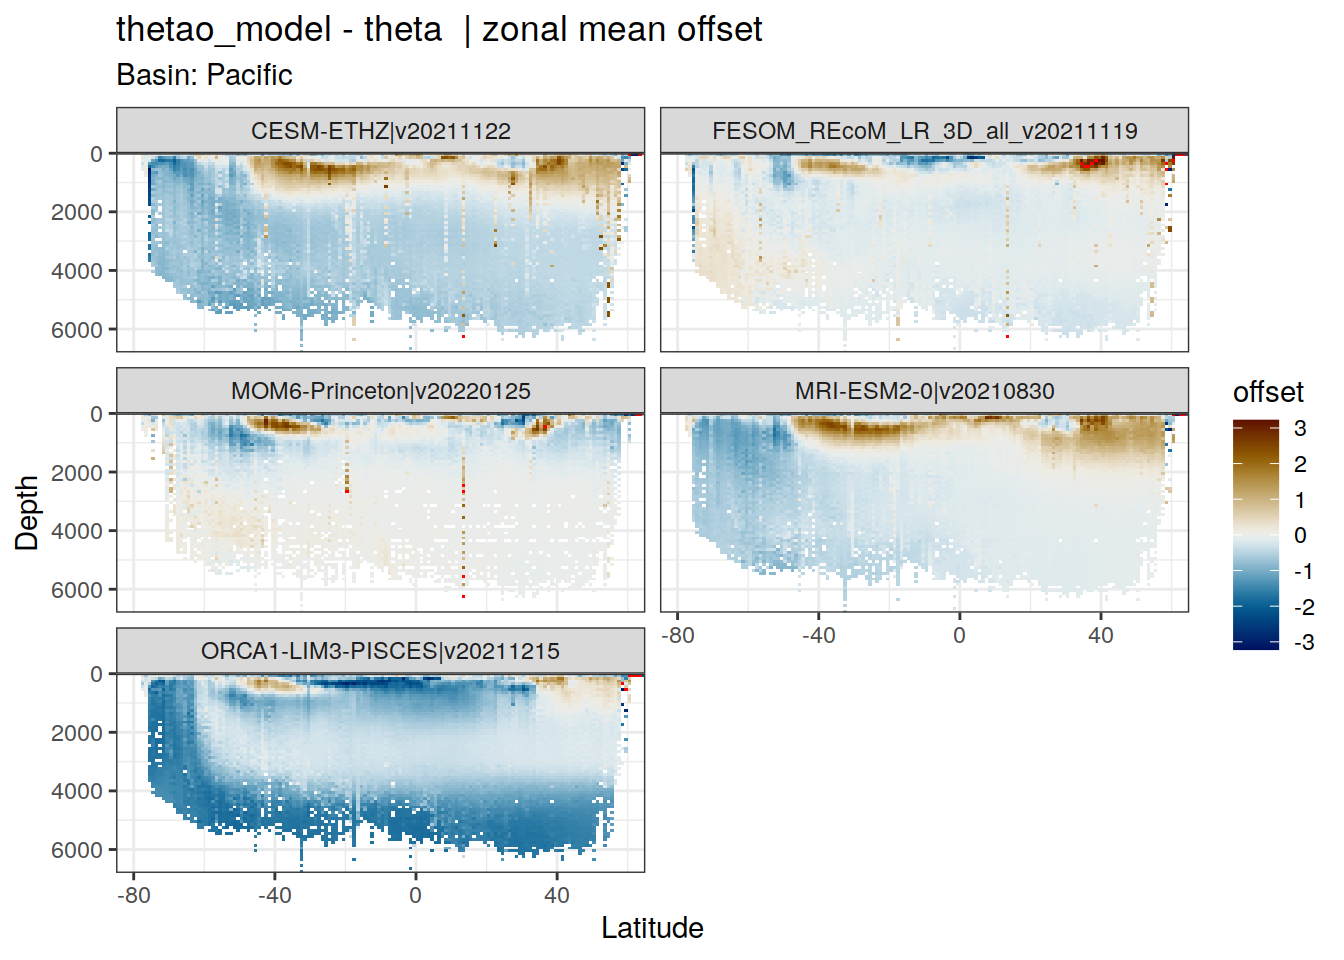 thetao_model - theta  | zonal mean offset
Basin: Pacific
CESM-ETHZ|v20211122
FESOM_REcoM_LR_3D_all_v20211119
0
2000
4000
6000
MOM6-Princeton|v20220125
MRI-ESM2-0|v20210830
0
2000
4000
6000
-80
-40
0
40
ORCA1-LIM3-PISCES|v20211215
0
2000
4000
6000
-80
-40
0
40
Latitude
Depth
offset
3
2
1
0
-1
-2
-3